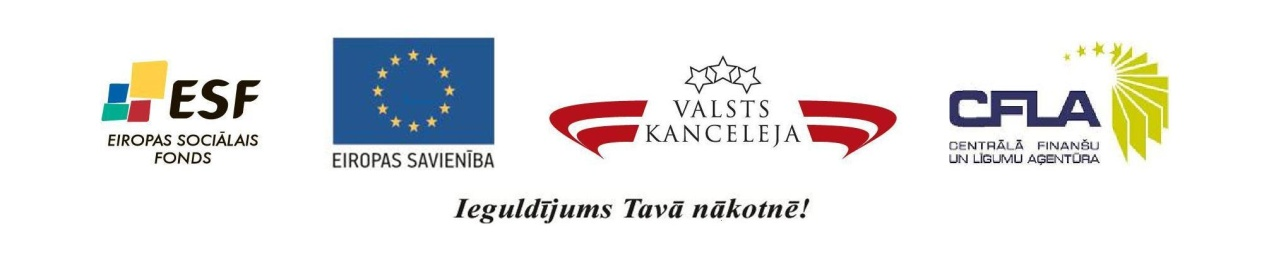 ESF
EIROPAS SOCIĀLAIS
FONDS
EIROPAS SAVIENĪBA
VALSTS
KANCELEJA
CFLA
CENTRĀLĀ FINANŠU
UN LĪGUMU AĢENTŪRA
Ieguldījums Tavā nākotnē!